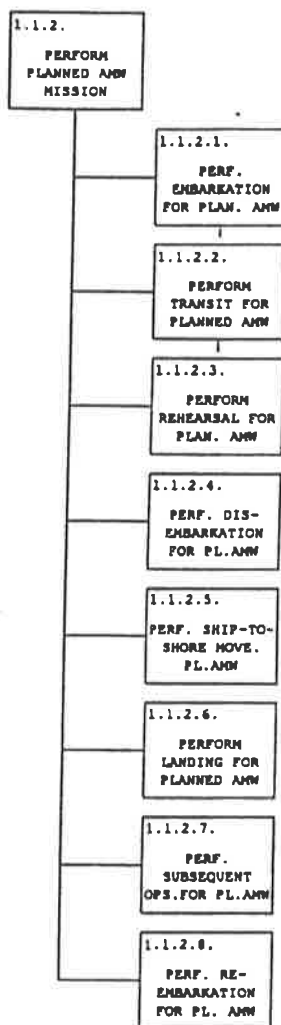 1.1.2.
PERFORM
PLANNED AMW
MISSION
1.1.2.1.
PERF.
EMBARKATION
FOR PLAN. AMW
1.1.2.2.
PERFORM
TRANSIT FOR
PLANNED AMW
1.1.2.3.
PERFORM
REHEARSAL FOR
PLAN. AMW
1.1.2.4.
PERF. DIS-
EMBARKATION
FOR PL.AMW
1.1.2.5.
PERF. SHIP-TO-
SHORE MOVE.
PL.AMW
1.1.2.6.
PERFORM
LANDING FOR
PLANNED AMW
1.1.2.7.
PERF.
SUBSEQUENT
OPS.FOR PL.AMW
1.1.2.8.
PERF. RE-
EMBARKATION
FOR PL. AMW